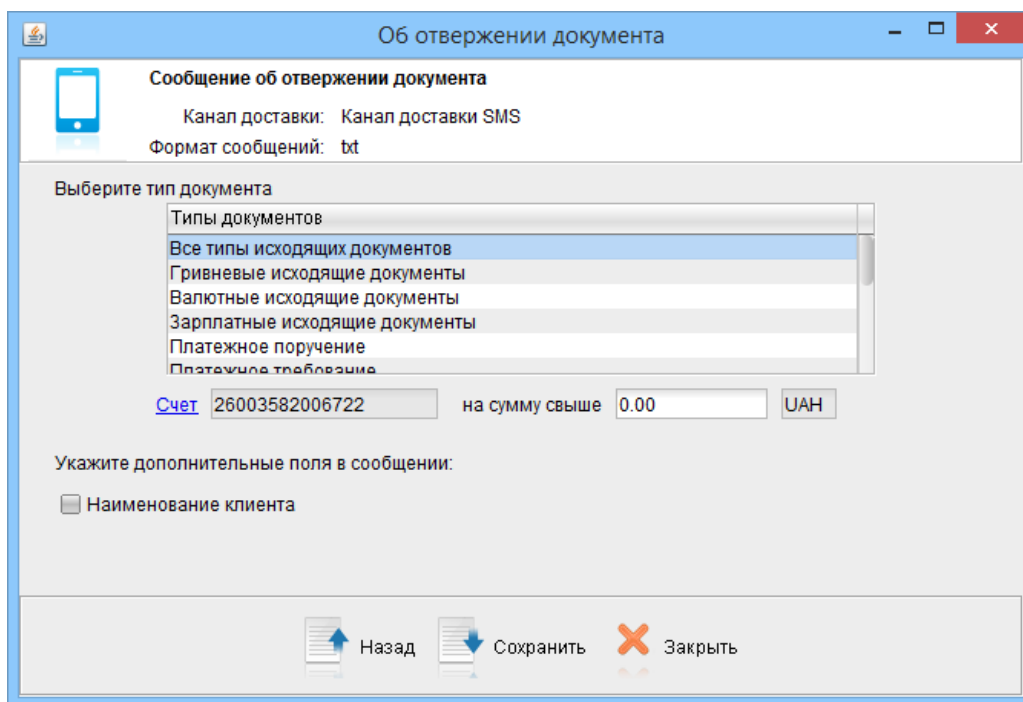 Об отвержении документа
Сообщение об отвержении документа
Канал доставки: Канал доставки SMS
Формат сообщений: txt
Выберите тип документа
Типы документов
Все типы исходящих документов
Гривневые исходящие документы
Валютные исходящие документы
Зарплатные исходящие документы
Платежное поручение
Платежное требование
Счет 26003582006722 на сумму свыше 0.00 UAH
Укажите дополнительные поля в сообщении:
Наименование клиента
Назад Сохранить Закрыть